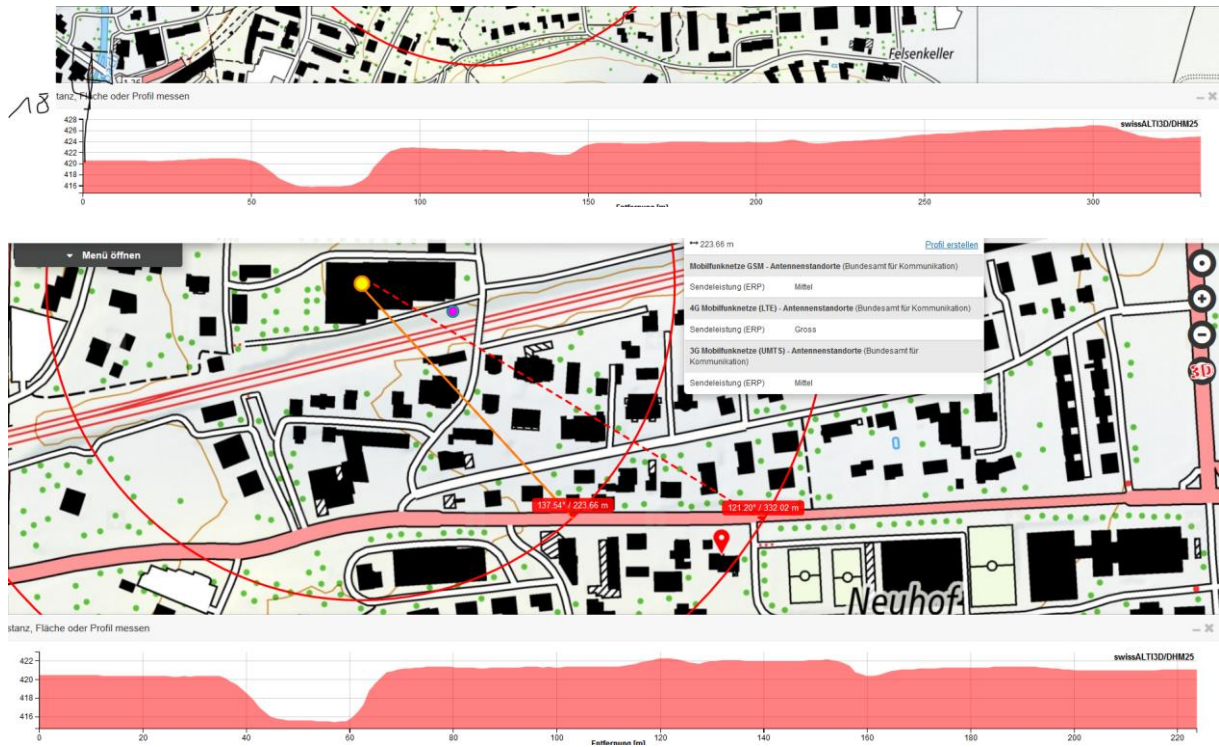 Felsenkeller
18
tanz, Fläche oder Profil messen
swissALTI3D/DHM25
428
426
424
422
420
418
416
0 50 100 150 200 250 300
Entfernung [m]
Menü öffnen
223.66 m
Profil erstellen
Mobilfunknetze GSM - Antennenstandorte (Bundesamt für Kommunikation)
Sendeleistung (ERP) Mittel
4G Mobilfunknetze (LTE) - Antennenstandorte (Bundesamt für Kommunikation)
Sendeleistung (ERP) Gross
3G Mobilfunknetze (UMTS) - Antennenstandorte (Bundesamt für
Kommunikation)
Sendeleistung (ERP) Mittel
3D
137.54° / 223.66 m
121.20° / 332.02 m
Neuhof
stanz, Fläche oder Profil messen
swissALTI3D/DHM25
422
420
418
416
0 20 40 60 80 100 120 140 160 180 200 220
Entfernung [m]